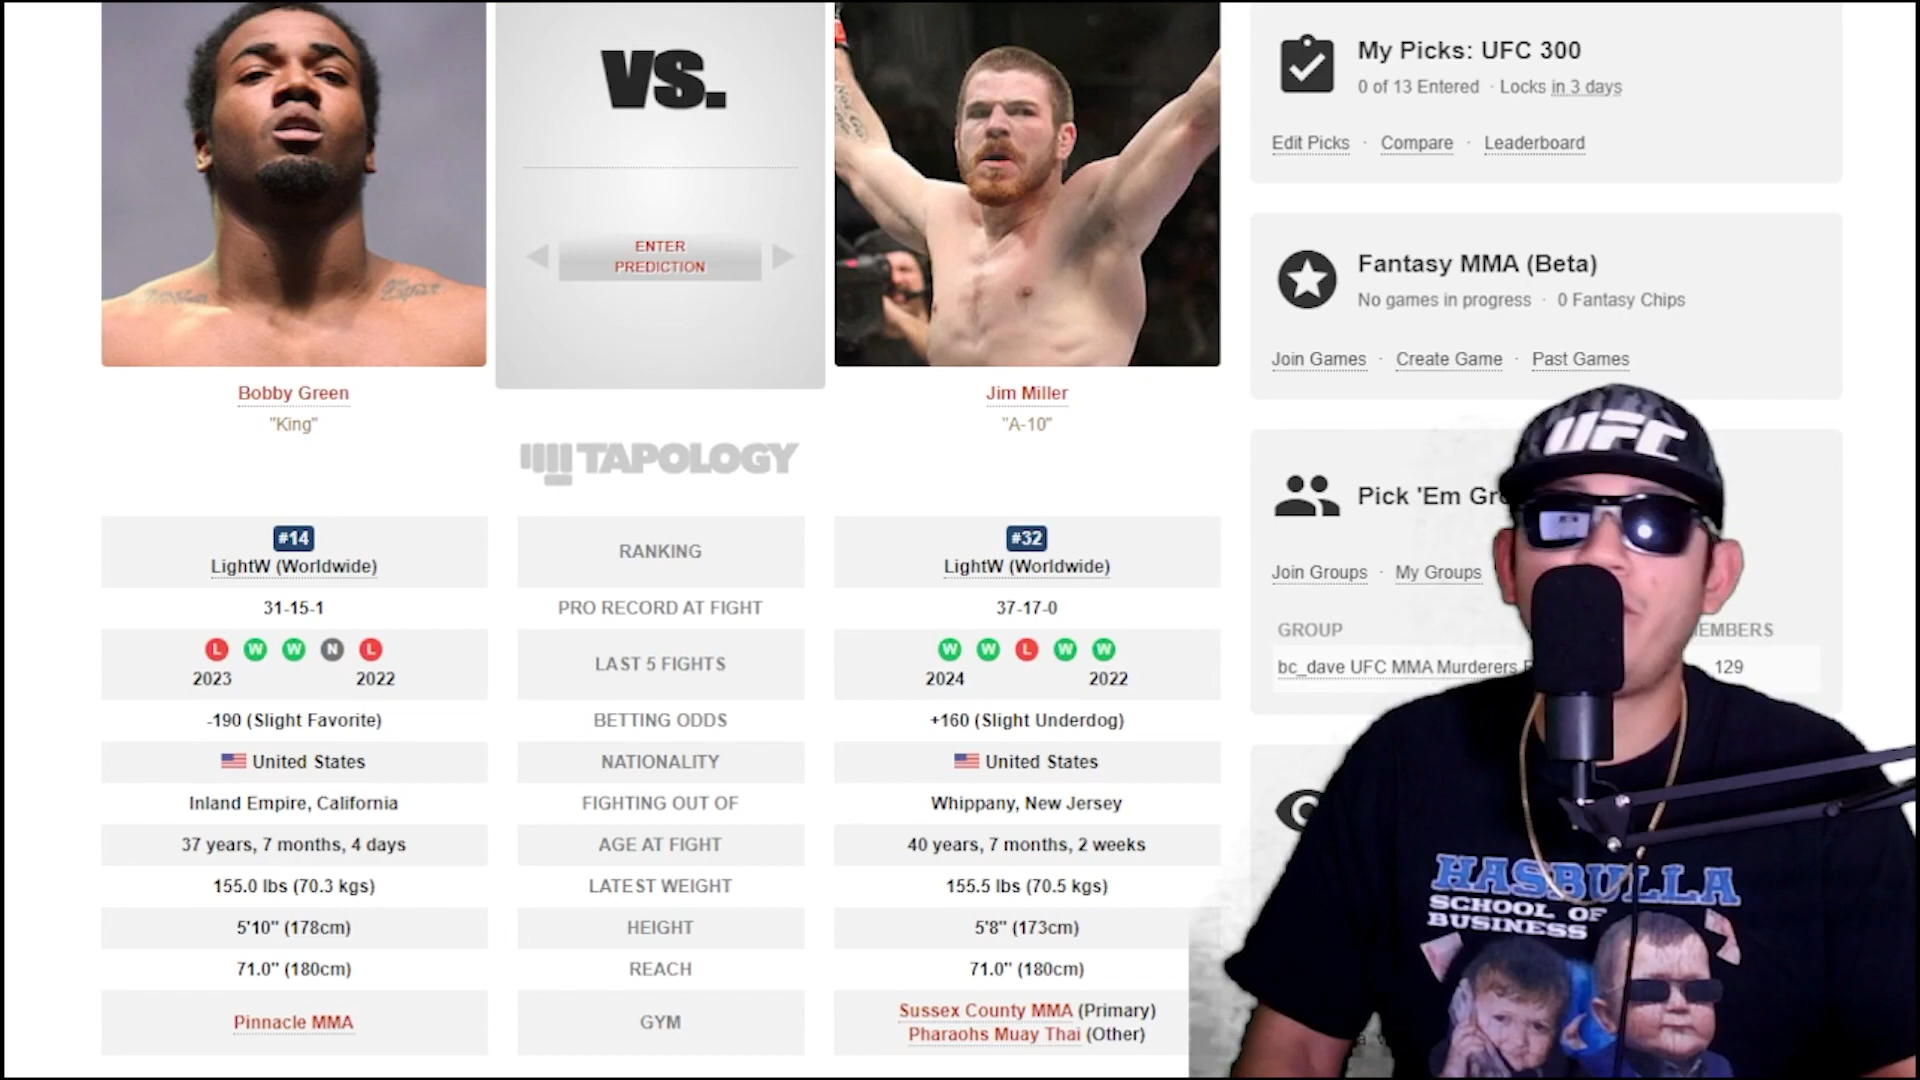 VS.
ENTER
PREDICTION
Bobby Green
"King"
Jim Miller
"A-10"
TAPOLOGY
#14
LightW (Worldwide)
RANKING
#32
LightW (Worldwide)
31-15-1
PRO RECORD AT FIGHT
37-17-0
L W W N L
2023 2022
LAST 5 FIGHTS
W W L W W
2024 2022
-190 (Slight Favorite)
BETTING ODDS
+160 (Slight Underdog)
United States
NATIONALITY
United States
Inland Empire, California
FIGHTING OUT OF
Whippany, New Jersey
37 years, 7 months, 4 days
AGE AT FIGHT
40 years, 7 months, 2 weeks
155.0 lbs (70.3 kgs)
LATEST WEIGHT
155.5 lbs (70.5 kgs)
5'10" (178cm)
HEIGHT
5'8" (173cm)
71.0" (180cm)
REACH
71.0" (180cm)
Pinnacle MMA
GYM
Sussex County MMA (Primary)
Pharaohs Muay Thai (Other)
My Picks: UFC 300
0 of 13 Entered · Locks in 3 days
Edit Picks · Compare · Leaderboard
Fantasy MMA (Beta)
No games in progress · 0 Fantasy Chips
Join Games · Create Game · Past Games
Pick 'Em Gr
Join Groups · My Groups
GROUP EMBERS
bc_dave UFC MMA Murderers 129
UFC
HASBULLA
SCHOOL OF
BUSINESS